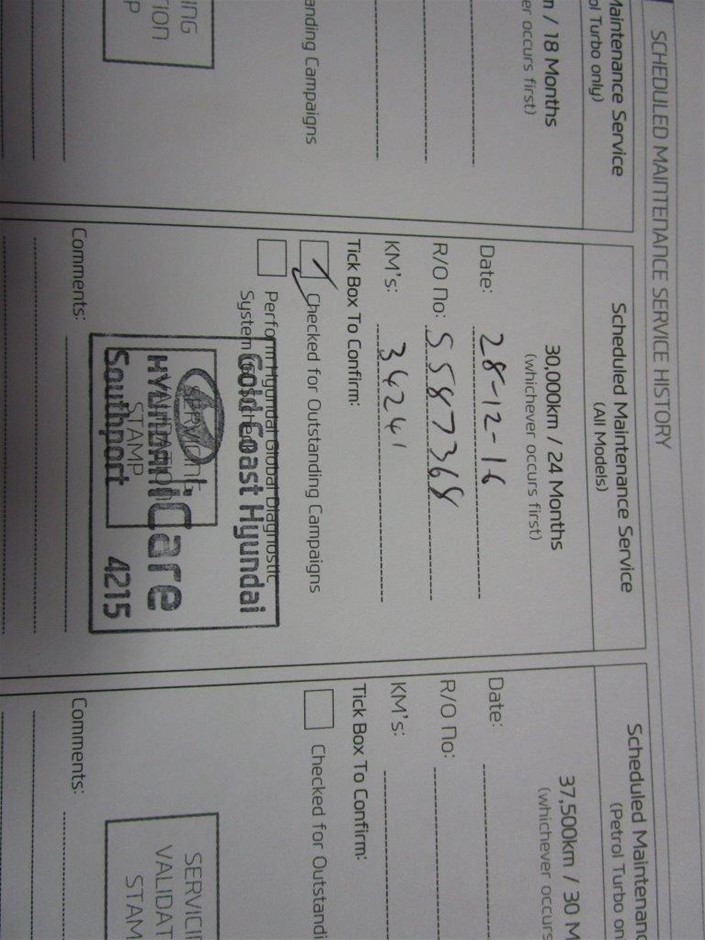 SCHEDULED MAINTENANCE SERVICE HISTORY
Maintenance Service
ol Turbo only)
m / 18 Months
er occurs first)
anding Campaigns
ING
TION
P
Scheduled Maintenance Service
(All Models)
30,000km / 24 Months
(whichever occurs first)
Date: 28-12-16
R/O No: S587368
KM's: 34241
Tick Box To Confirm:
Checked for Outstanding Campaigns
Perform Hyundai Global Diagnostic
System
Gold Coast Hyundai
HYUNDAI iCare
STAMP
Southport 4215
Comments:
Scheduled Maintenanc
(Petrol Turbo on
37,500km / 30 M
(whichever occurs
Date:
R/O No:
KM's:
Tick Box To Confirm:
Checked for Outstandi
SERVICI
VALIDAT
STAM
Comments: